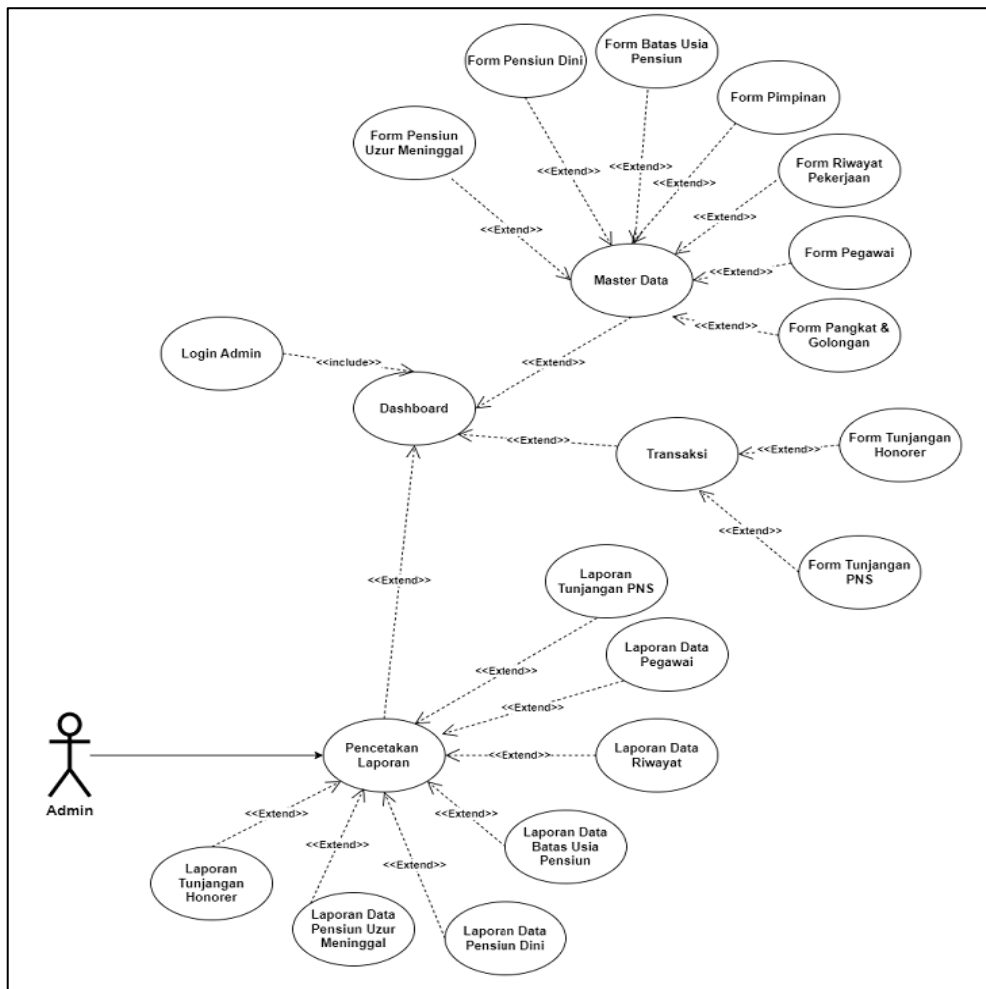 Form Pensiun Dini
Form Batas Usia
Pensiun
Form Pimpinan
Form Pensiun
Uzur Meninggal
Form Riwayat
Pekerjaan
<<Extend>>
<<Extend>>
<<Extend>>
<<Extend>>
<<Extend>>
Form Pegawai
Master Data
<<Extend>>
<<Extend>>
Form Pangkat &
Golongan
Login Admin
<<include>>
<<Extend>>
Dashboard
<<Extend>>
Transaksi
<<Extend>>
Form Tunjangan
Honorer
<<Extend>>
Form Tunjangan
PNS
<<Extend>>
Laporan
Tunjangan PNS
<<Extend>>
Laporan Data
Pegawai
<<Extend>>
Pencetakan
Laporan
<<Extend>>
Laporan Data
Riwayat
Admin
<<Extend>>
<<Extend>>
<<Extend>>
<<Extend>>
Laporan Data
Batas Usia
Pensiun
Laporan
Tunjangan
Honorer
Laporan Data
Pensiun Uzur
Meninggal
Laporan Data
Pensiun Dini